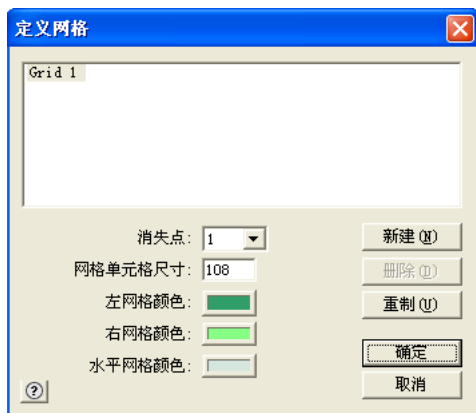 定义网格
Grid 1
消失点: 1
新建(N)
网格单元格尺寸: 108
删除(D)
左网格颜色:
重制(U)
右网格颜色:
确定
水平网格颜色:
取消
?